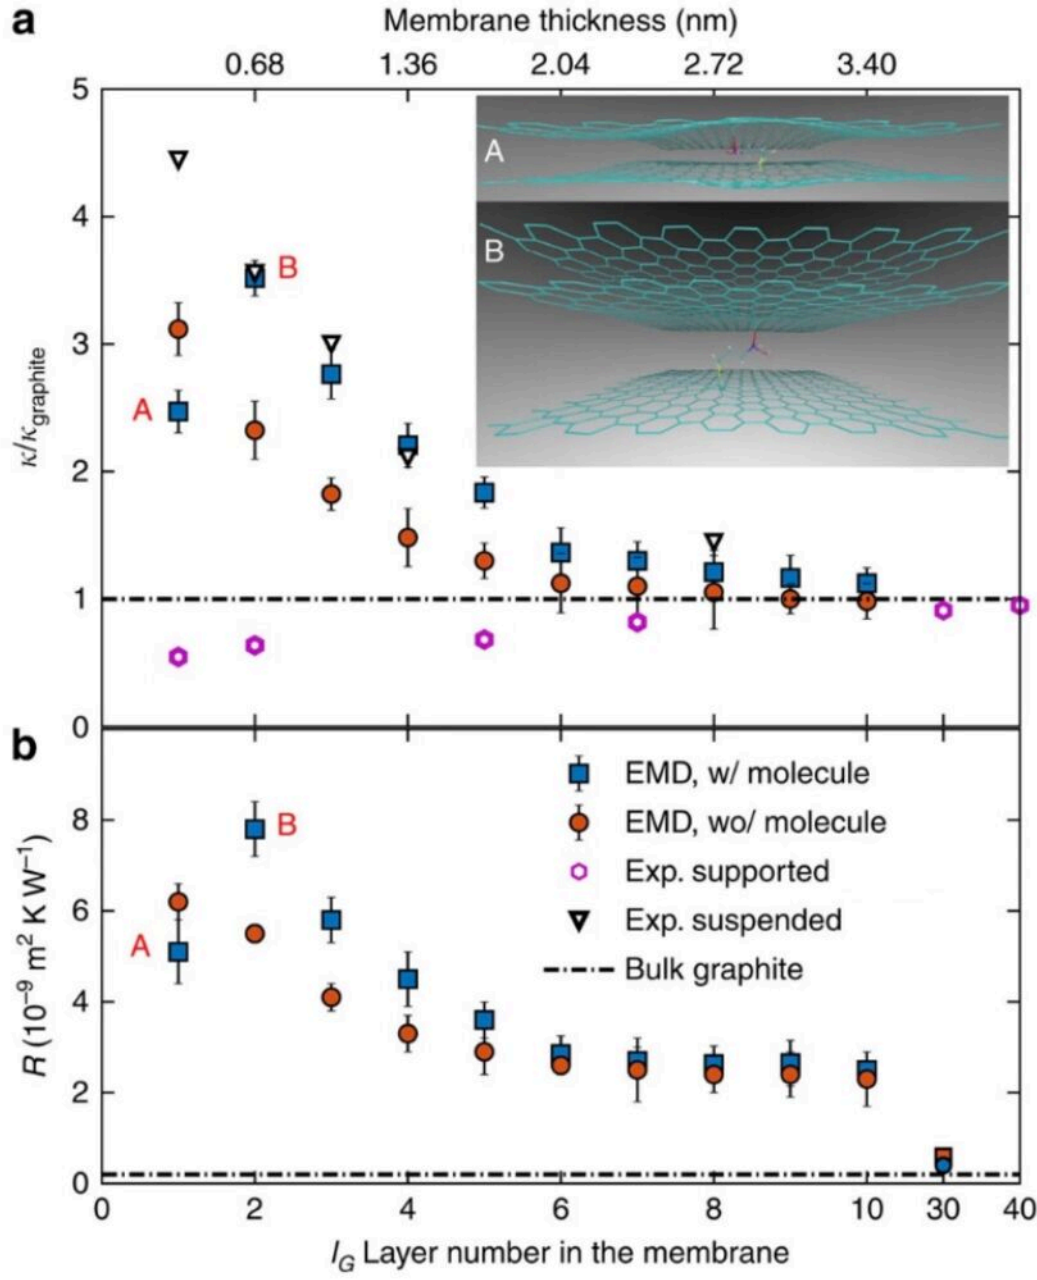 a
Membrane thickness (nm)
0.68 1.36 2.04 2.72 3.40
5
4
3
2
1
0
κ/κgraphite
A
B
A
B
b
8
6
4
2
0
R (10⁻⁹ m² K W⁻¹)
B
A
EMD, w/ molecule
EMD, wo/ molecule
Exp. supported
Exp. suspended
Bulk graphite
0 2 4 6 8 10 30 40
lG Layer number in the membrane